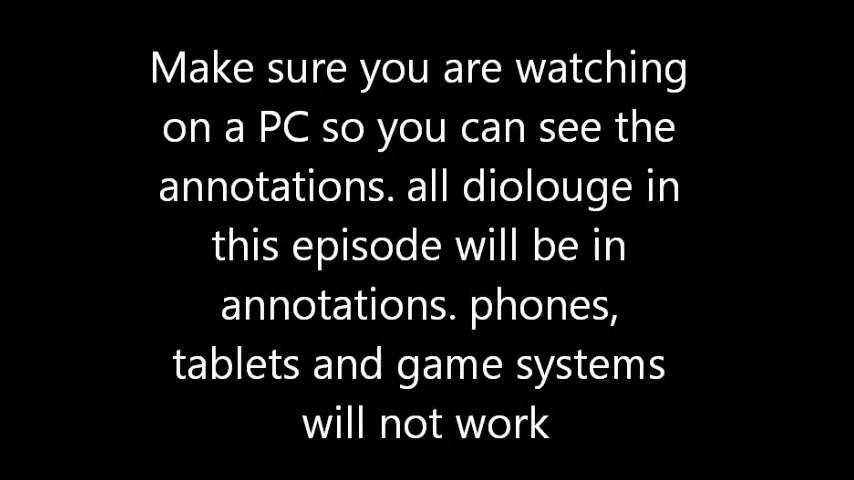 Make sure you are watching
on a PC so you can see the
annotations. all diolouge in
this episode will be in
annotations. phones,
tablets and game systems
will not work